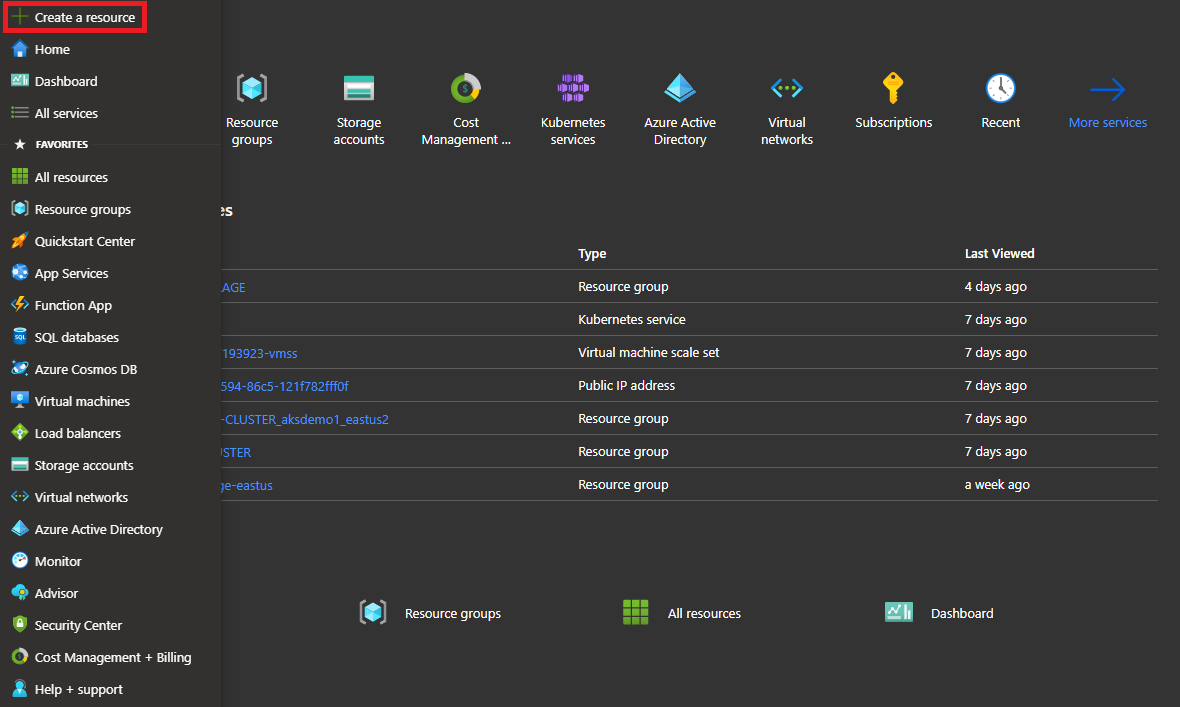 Create a resource
Home
Dashboard
All services
FAVORITES
All resources
Resource groups
Quickstart Center
App Services
Function App
SQL databases
Azure Cosmos DB
Virtual machines
Load balancers
Storage accounts
Virtual networks
Azure Active Directory
Monitor
Advisor
Security Center
Cost Management + Billing
Help + support
Resource groups
Storage accounts
Cost Management ...
Kubernetes services
Azure Active Directory
Virtual networks
Subscriptions
Recent
More services
es
Type Last Viewed
AGE Resource group 4 days ago
Kubernetes service 7 days ago
193923-vmss Virtual machine scale set 7 days ago
594-86c5-121f782fff0f Public IP address 7 days ago
-CLUSTER_aksdemo1_eastus2 Resource group 7 days ago
STER Resource group 7 days ago
ge-eastus Resource group a week ago
Resource groups All resources Dashboard